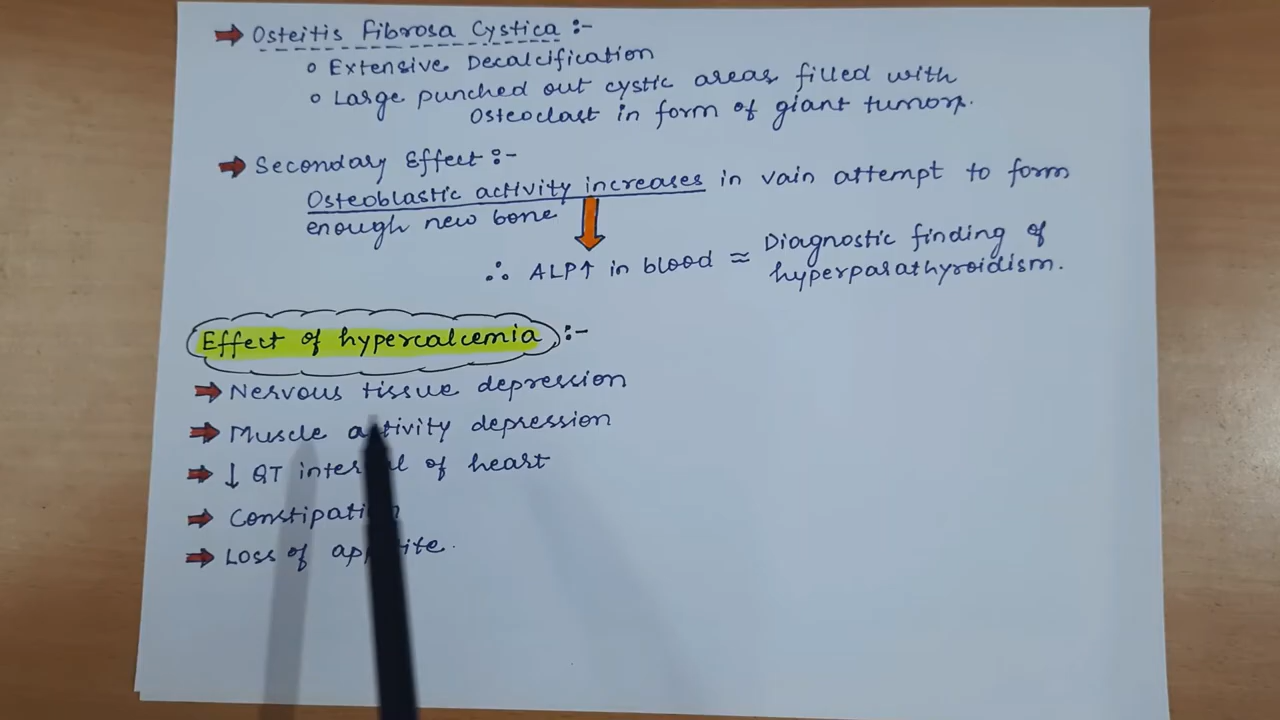 ➡ Osteitis Fibrosa Cystica :-
o Extensive Decalcification
o Large punched out cystic areas filled with
Osteoclast in form of giant tumors.
➡ Secondary Effect :-
Osteoblastic activity increases in vain attempt to form
enough new bone
∴ ALP↑ in blood ≈ Diagnostic finding of
hyperparathyroidism.
Effect of hypercalcemia :-
➡ Nervous tissue depression
➡ Muscle activity depression
➡ ↓ QT interval of heart
➡ Constipation
➡ Loss of appetite.